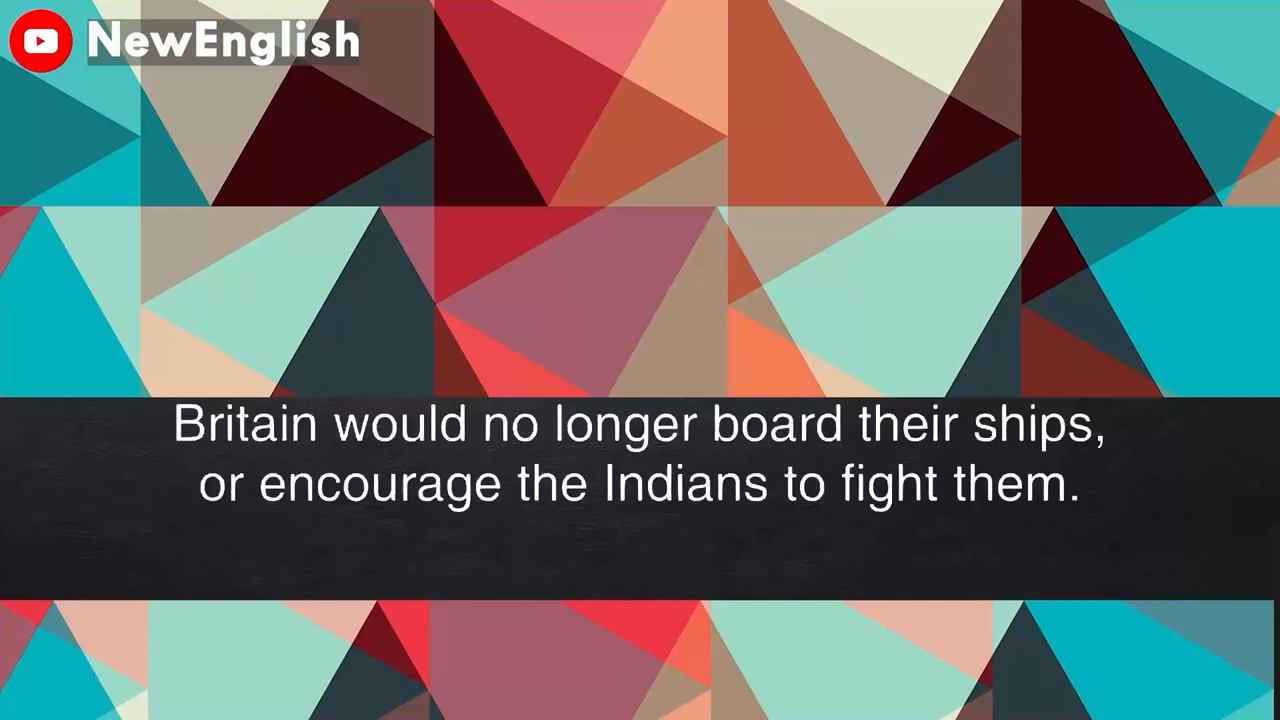 NewEnglish
Britain would no longer board their ships,
or encourage the Indians to fight them.